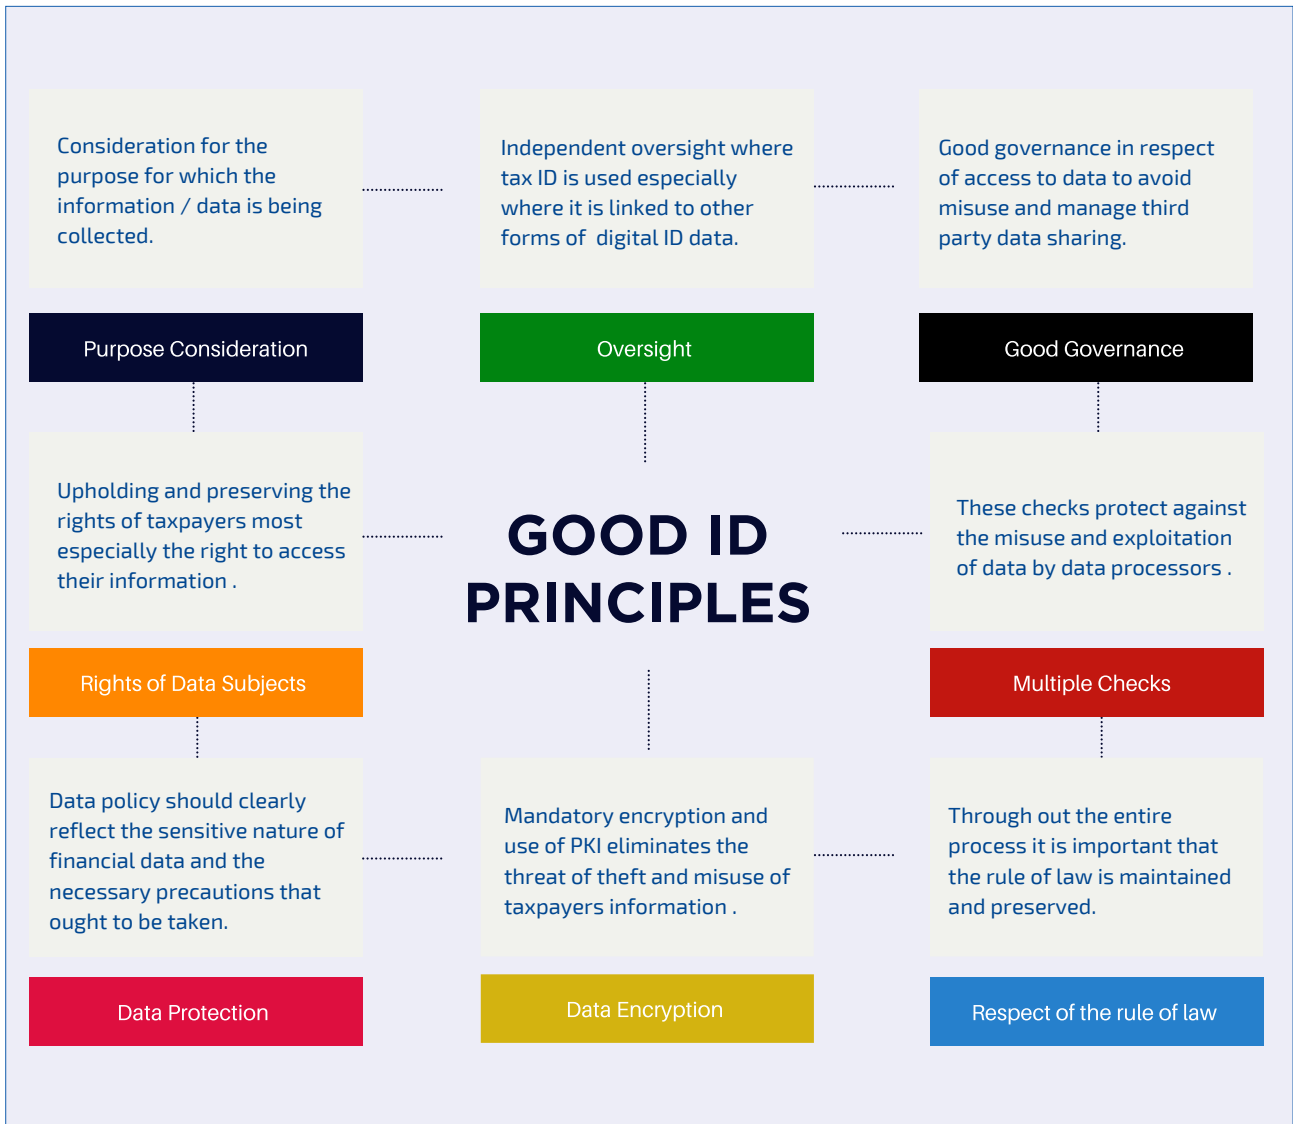 Consideration for the
purpose for which the
information / data is being
collected.
Purpose Consideration
Independent oversight where
tax ID is used especially
where it is linked to other
forms of  digital ID data.
Oversight
Good governance in respect
of access to data to avoid
misuse and manage third
party data sharing.
Good Governance
Upholding and preserving the
rights of taxpayers most
especially the right to access
their information .
Rights of Data Subjects
GOOD ID
PRINCIPLES
These checks protect against
the misuse and exploitation
of data by data processors .
Multiple Checks
Data policy should clearly
reflect the sensitive nature of
financial data and the
necessary precautions that
ought to be taken.
Data Protection
Mandatory encryption and
use of PKI eliminates the
threat of theft and misuse of
taxpayers information .
Data Encryption
Through out the entire
process it is important that
the rule of law is maintained
and preserved.
Respect of the rule of law